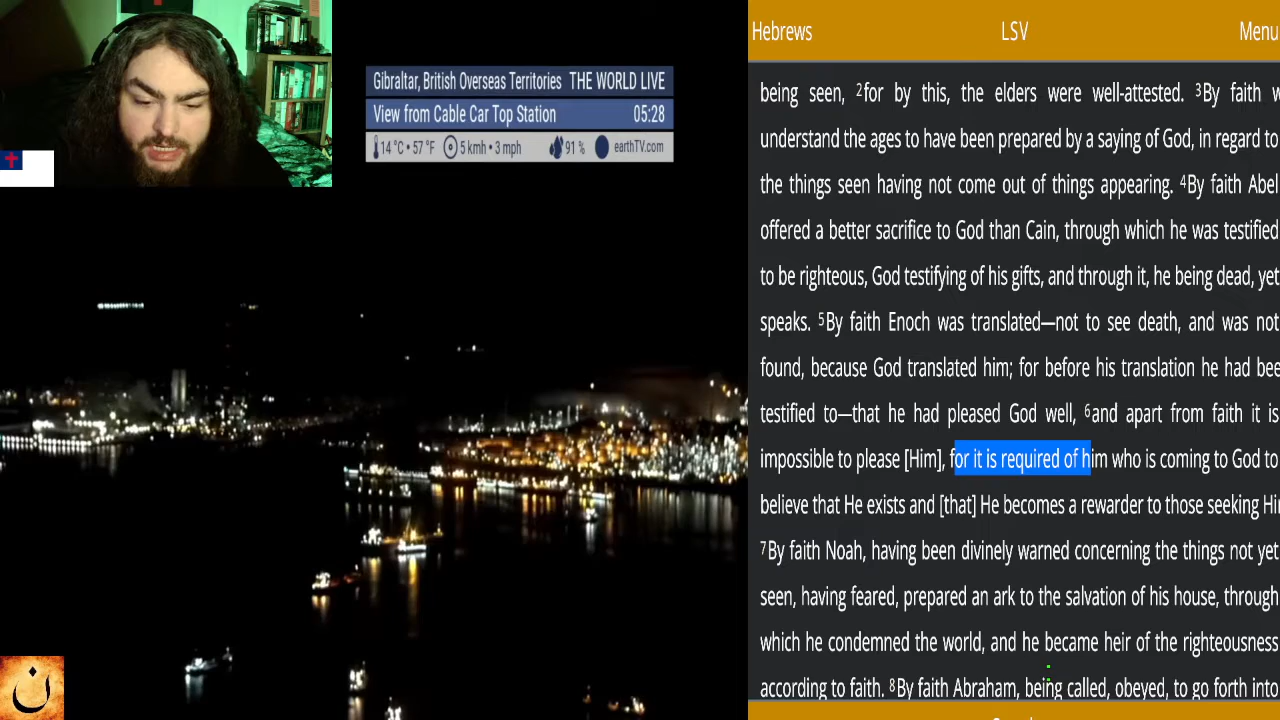 Gibraltar, British Overseas Territories THE WORLD LIVE
View from Cable Car Top Station 05:28
14 °C • 57 °F 5 kmh • 3 mph 91 % earthTV.com
ن
Hebrews LSV Menu
being seen, 2for by this, the elders were well-attested. 3By faith w
understand the ages to have been prepared by a saying of God, in regard to
the things seen having not come out of things appearing. 4By faith Abel
offered a better sacrifice to God than Cain, through which he was testified
to be righteous, God testifying of his gifts, and through it, he being dead, yet
speaks. 5By faith Enoch was translated—not to see death, and was not
found, because God translated him; for before his translation he had bee
testified to—that he had pleased God well, 6and apart from faith it is
impossible to please [Him], for it is required of him who is coming to God to
believe that He exists and [that] He becomes a rewarder to those seeking Hi
7By faith Noah, having been divinely warned concerning the things not yet
seen, having feared, prepared an ark to the salvation of his house, through
which he condemned the world, and he became heir of the righteousness
according to faith. 8By faith Abraham, being called, obeyed, to go forth into